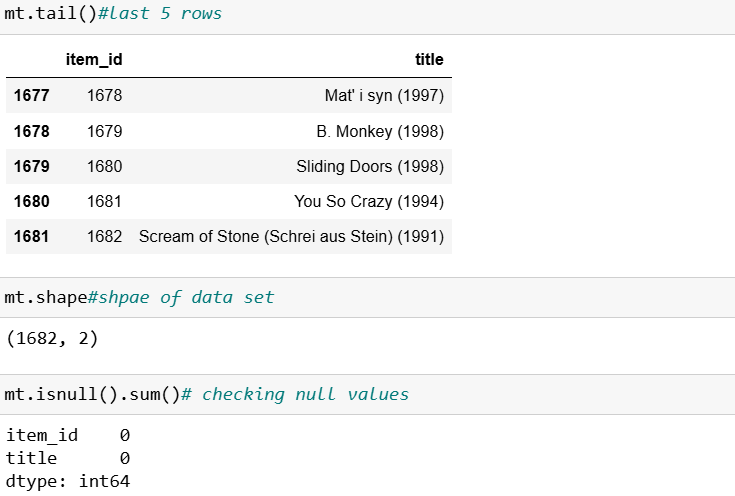 mt.tail()#last 5 rows
item_id title
1677 1678 Mat' i syn (1997)
1678 1679 B. Monkey (1998)
1679 1680 Sliding Doors (1998)
1680 1681 You So Crazy (1994)
1681 1682 Scream of Stone (Schrei aus Stein) (1991)
mt.shape#shpae of data set
(1682, 2)
mt.isnull().sum()# checking null values
item_id    0
title      0
dtype: int64